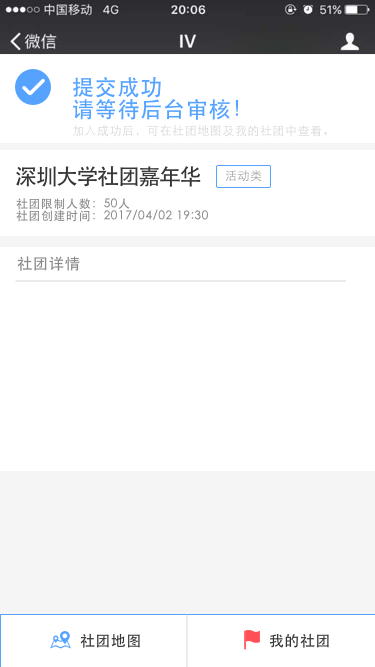 中国移动 4G 20:06 51%
微信 IV
提交成功
请等待后台审核！
加入成功后，可在社团地图及我的社团中查看。
深圳大学社团嘉年华 活动类
社团限制人数：50人
社团创建时间：2017/04/02 19:30
社团详情
社团地图 我的社团